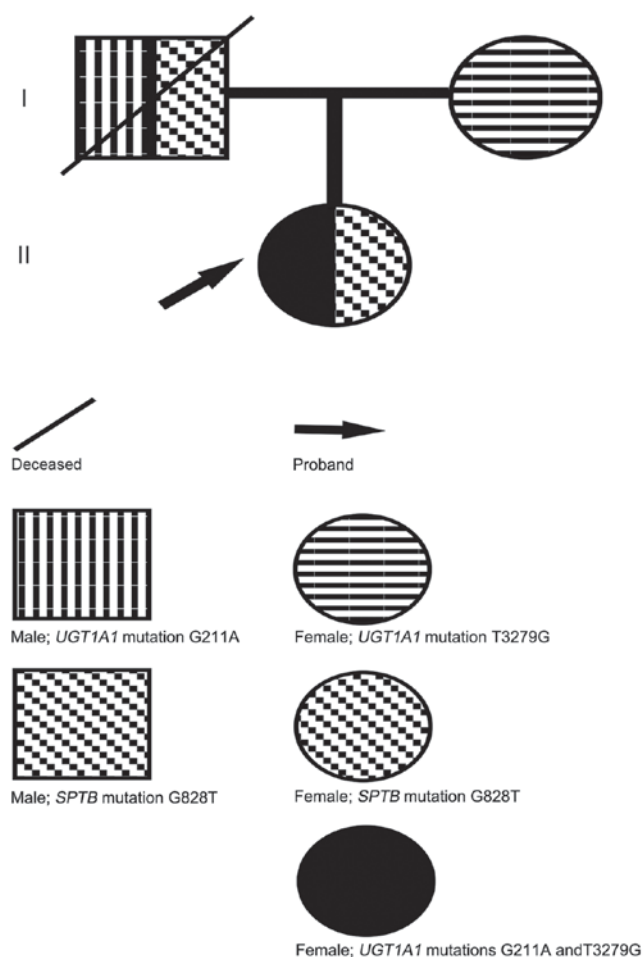 I
II
Deceased
Proband
Male; UGT1A1 mutation G211A
Female; UGT1A1 mutation T3279G
Male; SPTB mutation G828T
Female; SPTB mutation G828T
Female; UGT1A1 mutations G211A andT3279G